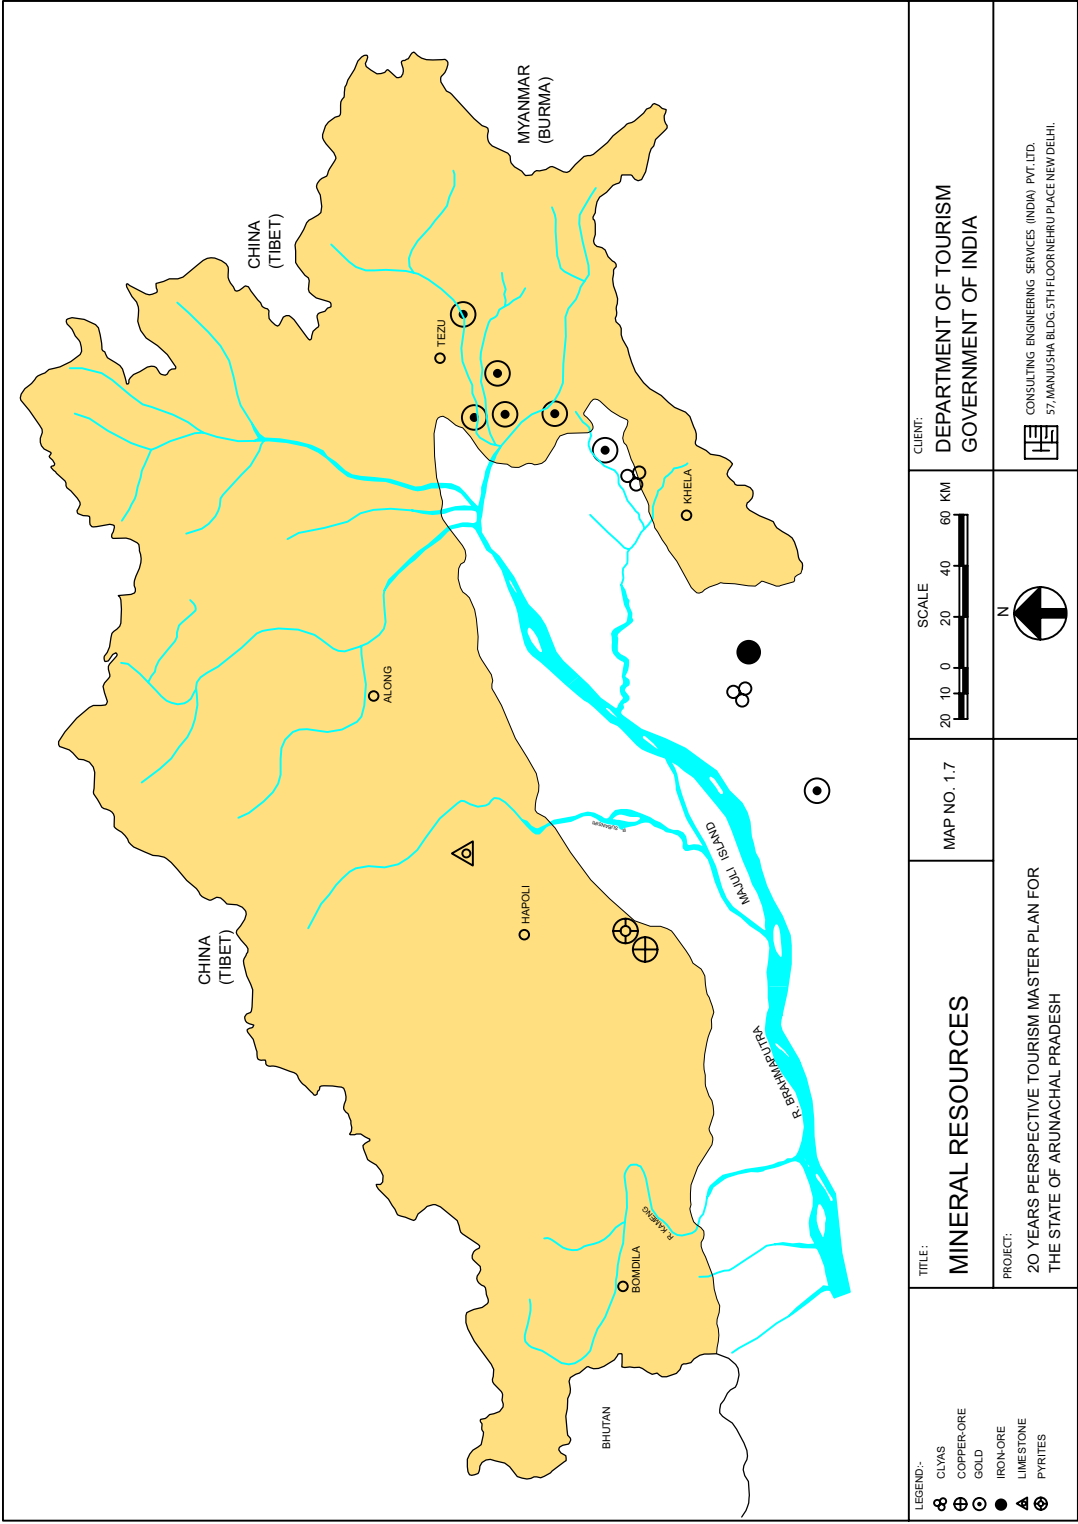 CHINA
(TIBET)
CHINA
(TIBET)
MYANMAR
(BURMA)
TEZU
ALONG
KHELA
HAPOLI
MAJULI ISLAND
R. BRAHMAPUTRA
R. KAMENG
BOMDILA
BHUTAN
LEGEND:-
CLYAS
COPPER-ORE
GOLD
IRON-ORE
LIMESTONE
PYRITES
TITLE :
MINERAL RESOURCES
MAP NO. 1.7
SCALE
20 10 0 20 40 60 KM
CLIENT:
DEPARTMENT OF TOURISM
GOVERNMENT OF INDIA
PROJECT:
2O YEARS PERSPECTIVE TOURISM MASTER PLAN FOR
THE STATE OF ARUNACHAL PRADESH
N
CONSULTING ENGINEERING SERVICES (INDIA) PVT. LTD.
57, MANJUSHA BLDG. 5TH FLOOR NEHRU PLACE NEW DELHI.